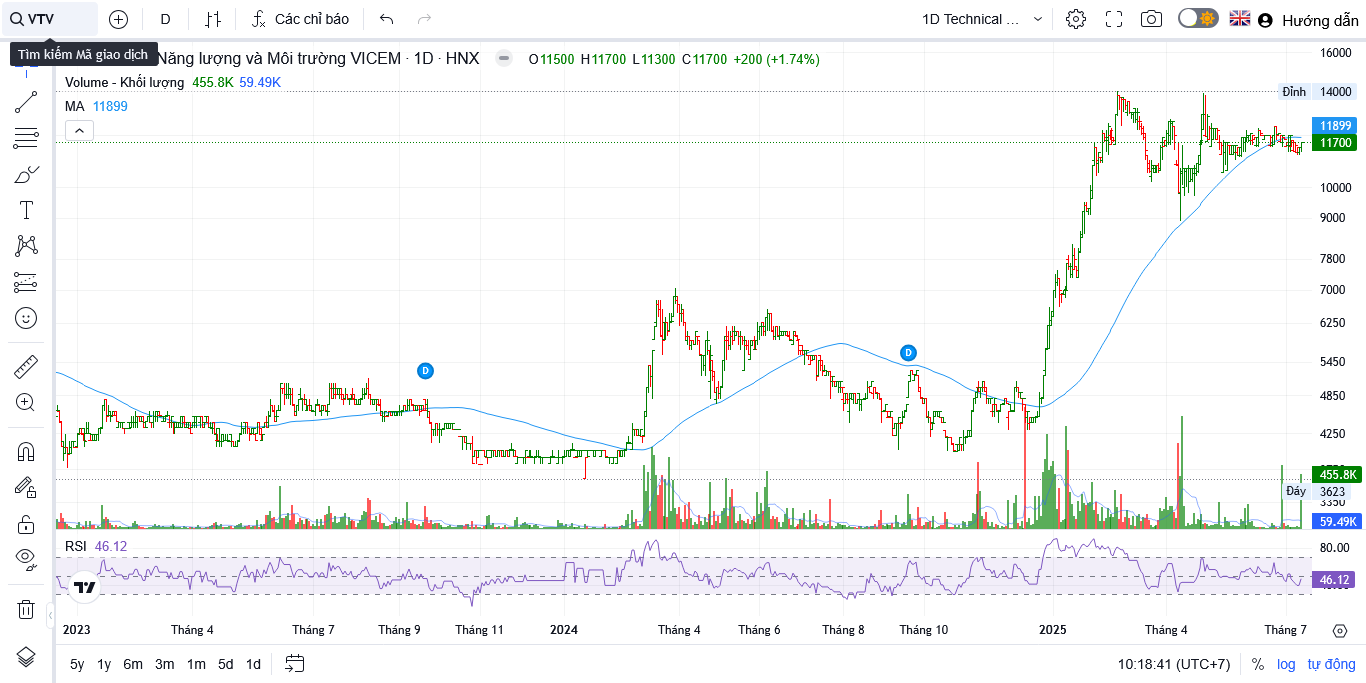 VTV
D
Các chỉ báo
1D Technical ...
Hướng dẫn
Tìm kiếm Mã giao dịch
Năng lượng và Môi trường VICEM · 1D · HNX
O11500 H11700 L11300 C11700 +200 (+1.74%)
Volume - Khối lượng 455.8K 59.49K
MA 11899
16000
Đỉnh 14000
11899
11700
10000
9000
7800
7000
6250
5450
4850
4250
455.8K
Đáy 3623
3350
59.49K
D
D
RSI 46.12
80.00
46.12
2023
Tháng 4
Tháng 7
Tháng 9
Tháng 11
2024
Tháng 4
Tháng 6
Tháng 8
Tháng 10
2025
Tháng 4
Tháng 7
5y 1y 6m 3m 1m 5d 1d
10:18:41 (UTC+7) % log tự động